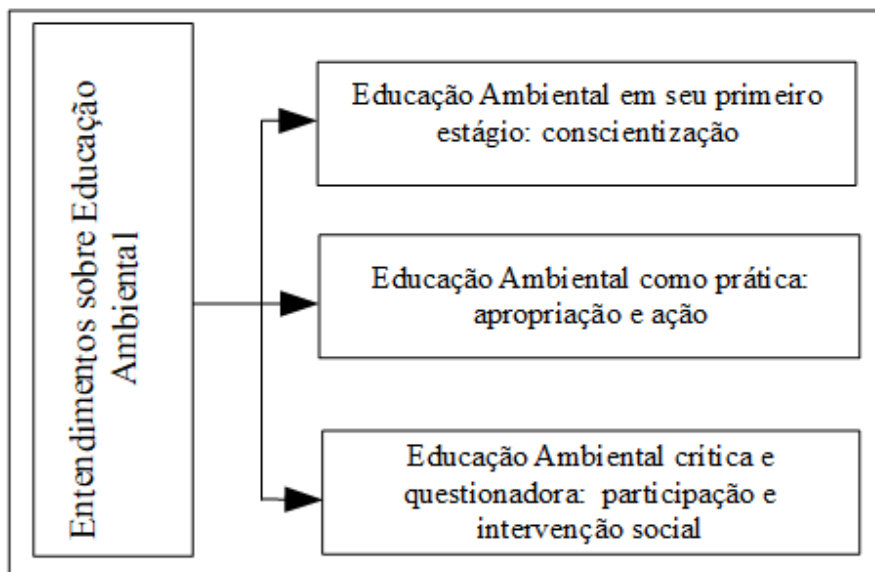 Entendimentos sobre Educação
Ambiental
Educação Ambiental em seu primeiro
estágio: conscientização
Educação Ambiental como prática:
apropriação e ação
Educação Ambiental crítica e
questionadora: participação e
intervenção social